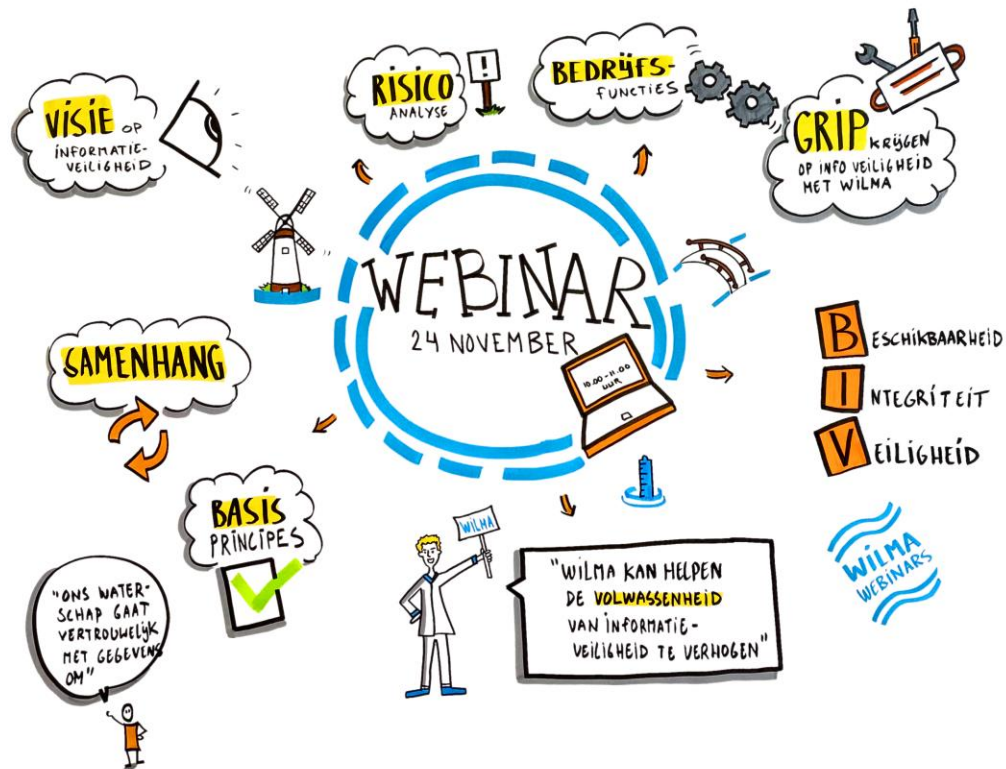 VISIE OP
INFORMATIE-
VEILIGHEID
RISICO
ANALYSE
!
BEDRIJFS-
FUNCTIES
GRIP KRIJGEN
OP INFO VEILIGHEID
MET WILMA
WEBINAR
24 NOVEMBER
10.00-11.00
UUR
SAMENHANG
BESCHIKBAARHEID
INTEGRITEIT
VEILIGHEID
BASIS
PRINCIPES
"ONS WATER-
SCHAP GAAT
VERTROUWELIJK
MET GEGEVENS
OM"
WILMA
"WILMA KAN HELPEN
DE VOLWASSENHEID
VAN INFORMATIE-
VEILIGHEID TE VERHOGEN"
WILMA
WEBINARS